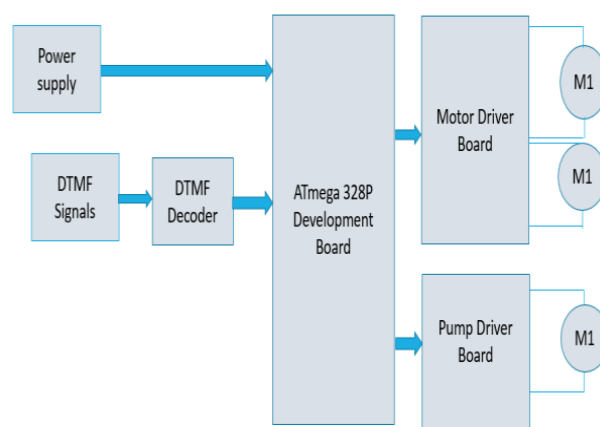 Power
supply
DTMF
Signals
DTMF
Decoder
ATmega 328P
Development
Board
Motor Driver
Board
M1
M1
Pump Driver
Board
M1